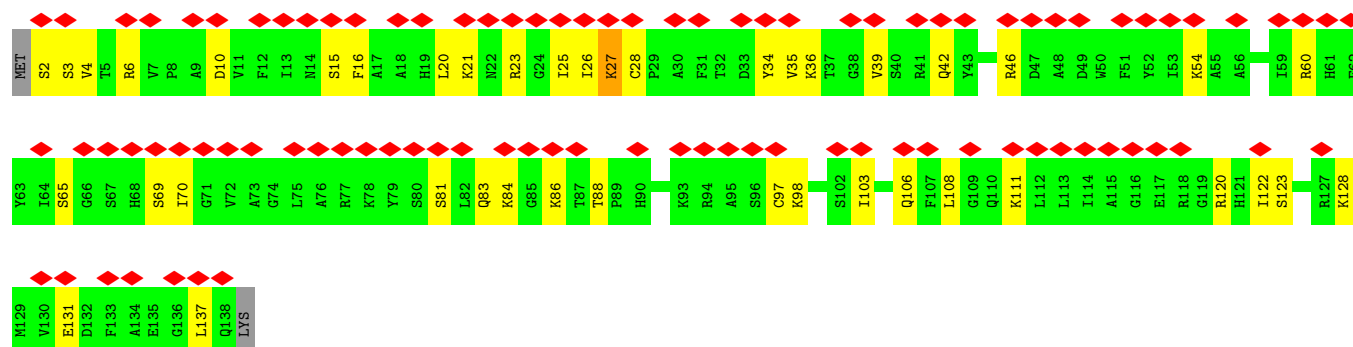 MET S2 S3 V4 T5 R6 V7 P8 A9 D10 V11 F12 I13 N14 S15 F16 A17 A18 H19 L20 K21 N22 R23 G24 I25 I26 K27 C28 P29 A30 F31 T32 D33 Y34 V35 K36 T37 G38 V39 S40 R41 Q42 Y43 R46 D47 A48 D49 W50 F51 Y52 I53 K54 A55 A56 I59 R60 H61
Y63 I64 S65 G66 S67 H68 S69 I70 G71 V72 A73 G74 L75 A76 R77 K78 Y79 S80 S81 L82 Q83 K84 G85 K86 T87 T88 P89 H90 K93 R94 A95 S96 C97 K98 S102 I103 Q106 F107 L108 G109 Q110 K111 L112 L113 I114 A115 G116 E117 R118 G119 R120 H121 I122 S123 R127 K128
M129 V130 E131 D132 F133 A134 E135 G136 L137 Q138 LYS